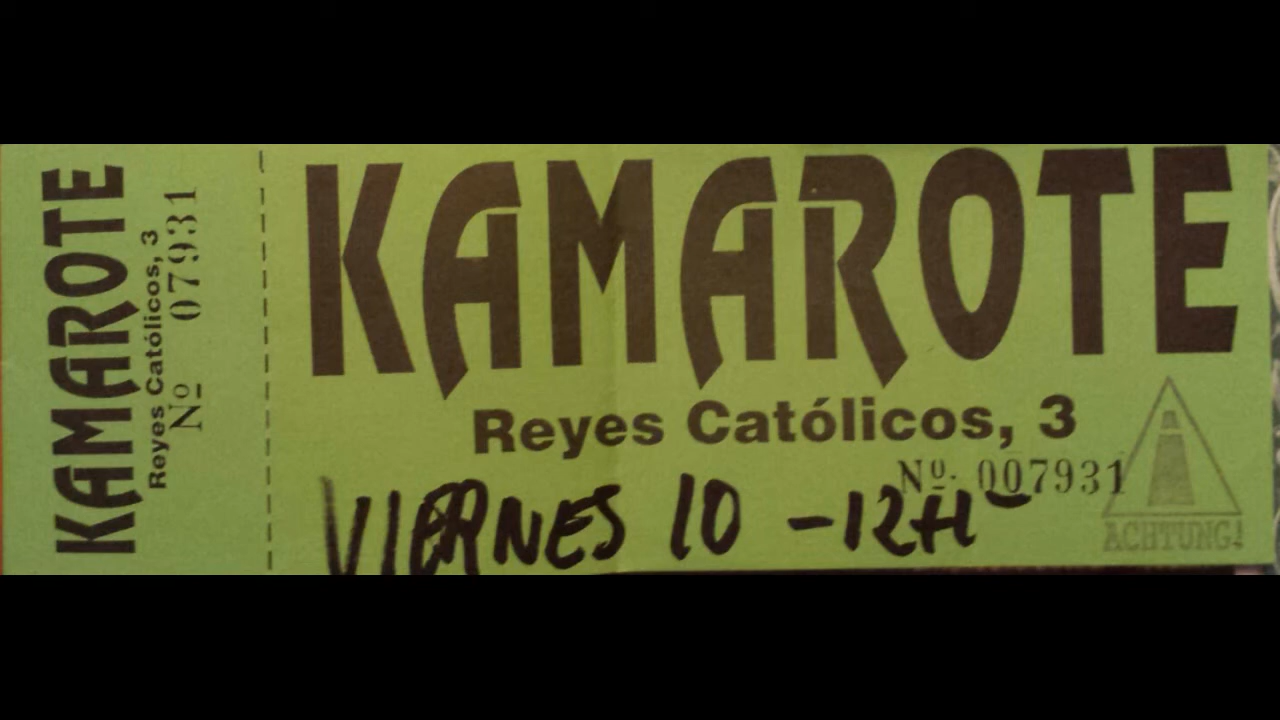 KAMAROTE
Reyes Católicos, 3
Nº 07931
KAMAROTE
Reyes Católicos, 3
Nº. 007931
VIERNES 10 - 12H
ACHTUNG!